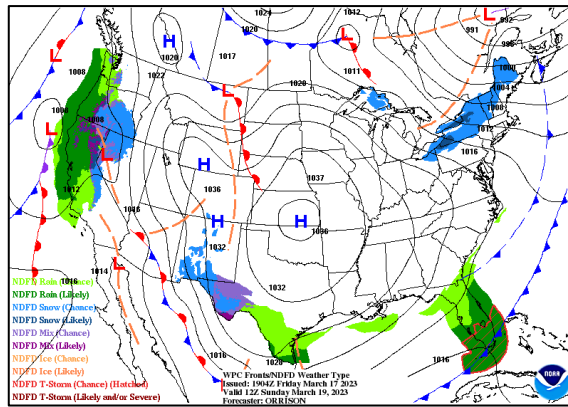 1024
1012
992
991
996
H
L
L
L
1020
1017
1020
1011
1008
1022
1000
1004
1008
L
1012
1016
1008
L
L
H
1036
1037
1012
1016
H
H
1036
1032
1014
L
1016
1032
NDFD Rain (Chance)
NDFD Rain (Likely)
NDFD Snow (Chance)
NDFD Snow (Likely)
NDFD Mix (Chance)
NDFD Mix (Likely)
NDFD Ice (Chance)
NDFD Ice (Likely)
NDFD T-Storm (Chance) (Hatched)
NDFD T-Storm (Likely and/or Severe)
1016
1020
1016
WPC Fronts/NDFD Weather Type
Issued: 1904Z Friday March 17 2023
Valid 12Z Sunday March 19, 2023
Forecaster: ORRISON
NOAA